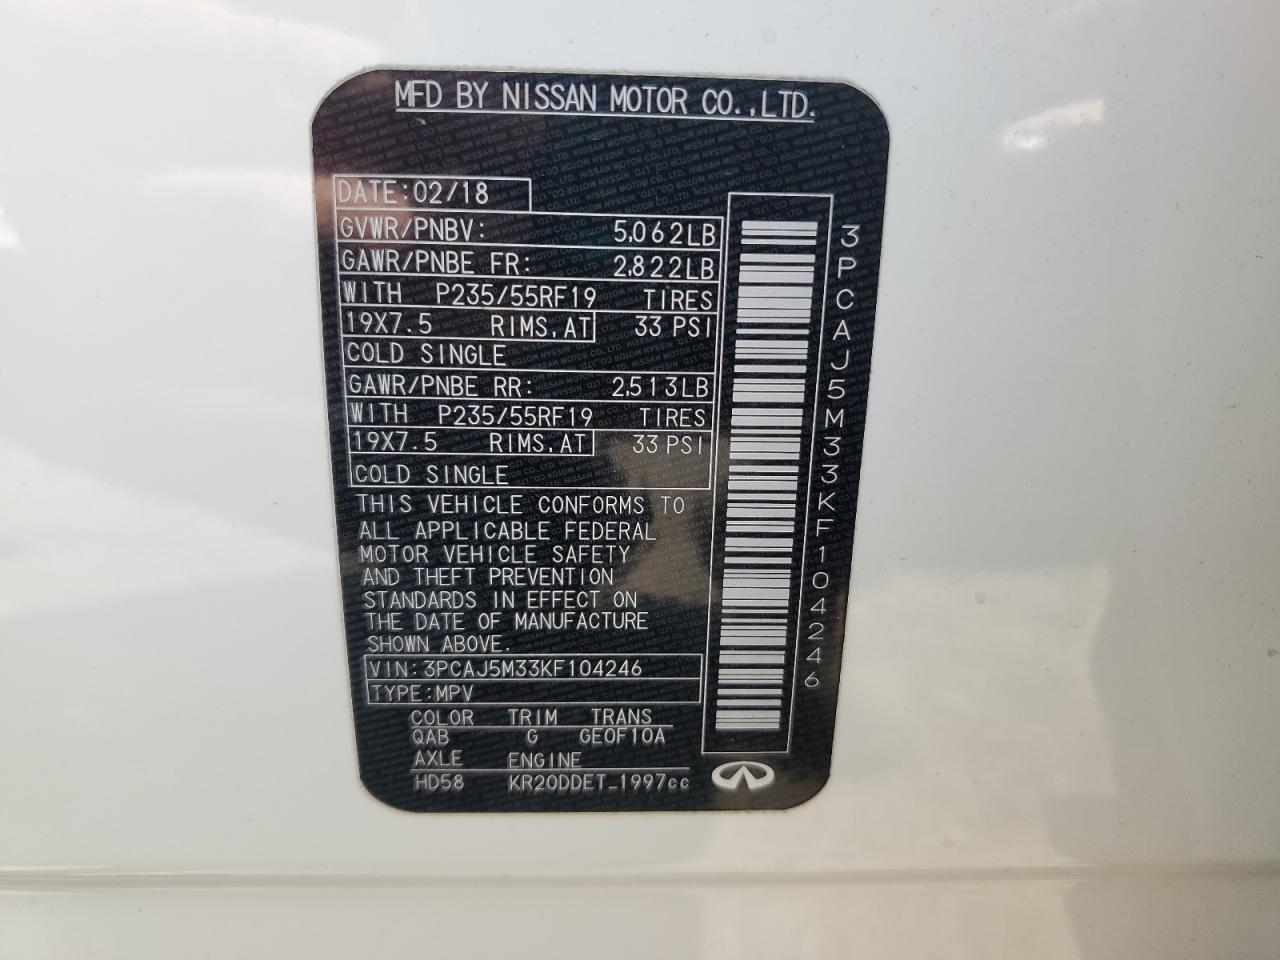 MFD BY NISSAN MOTOR CO.,LTD.
DATE:02/18
GVWR/PNBV: 5,062LB
GAWR/PNBE FR: 2,822LB
WITH P235/55RF19 TIRES
19X7.5 RIMS,AT 33 PSI
COLD SINGLE
GAWR/PNBE RR: 2,513LB
WITH P235/55RF19 TIRES
19X7.5 RIMS,AT 33 PSI
COLD SINGLE
THIS VEHICLE CONFORMS TO
ALL APPLICABLE FEDERAL
MOTOR VEHICLE SAFETY
AND THEFT PREVENTION
STANDARDS IN EFFECT ON
THE DATE OF MANUFACTURE
SHOWN ABOVE.
VIN:3PCAJ5M33KF104246
TYPE:MPV
COLOR TRIM TRANS
QAB G GE0F10A
AXLE ENGINE
HD58 KR20DDET_1997cc
3PCAJ5M33KF104246